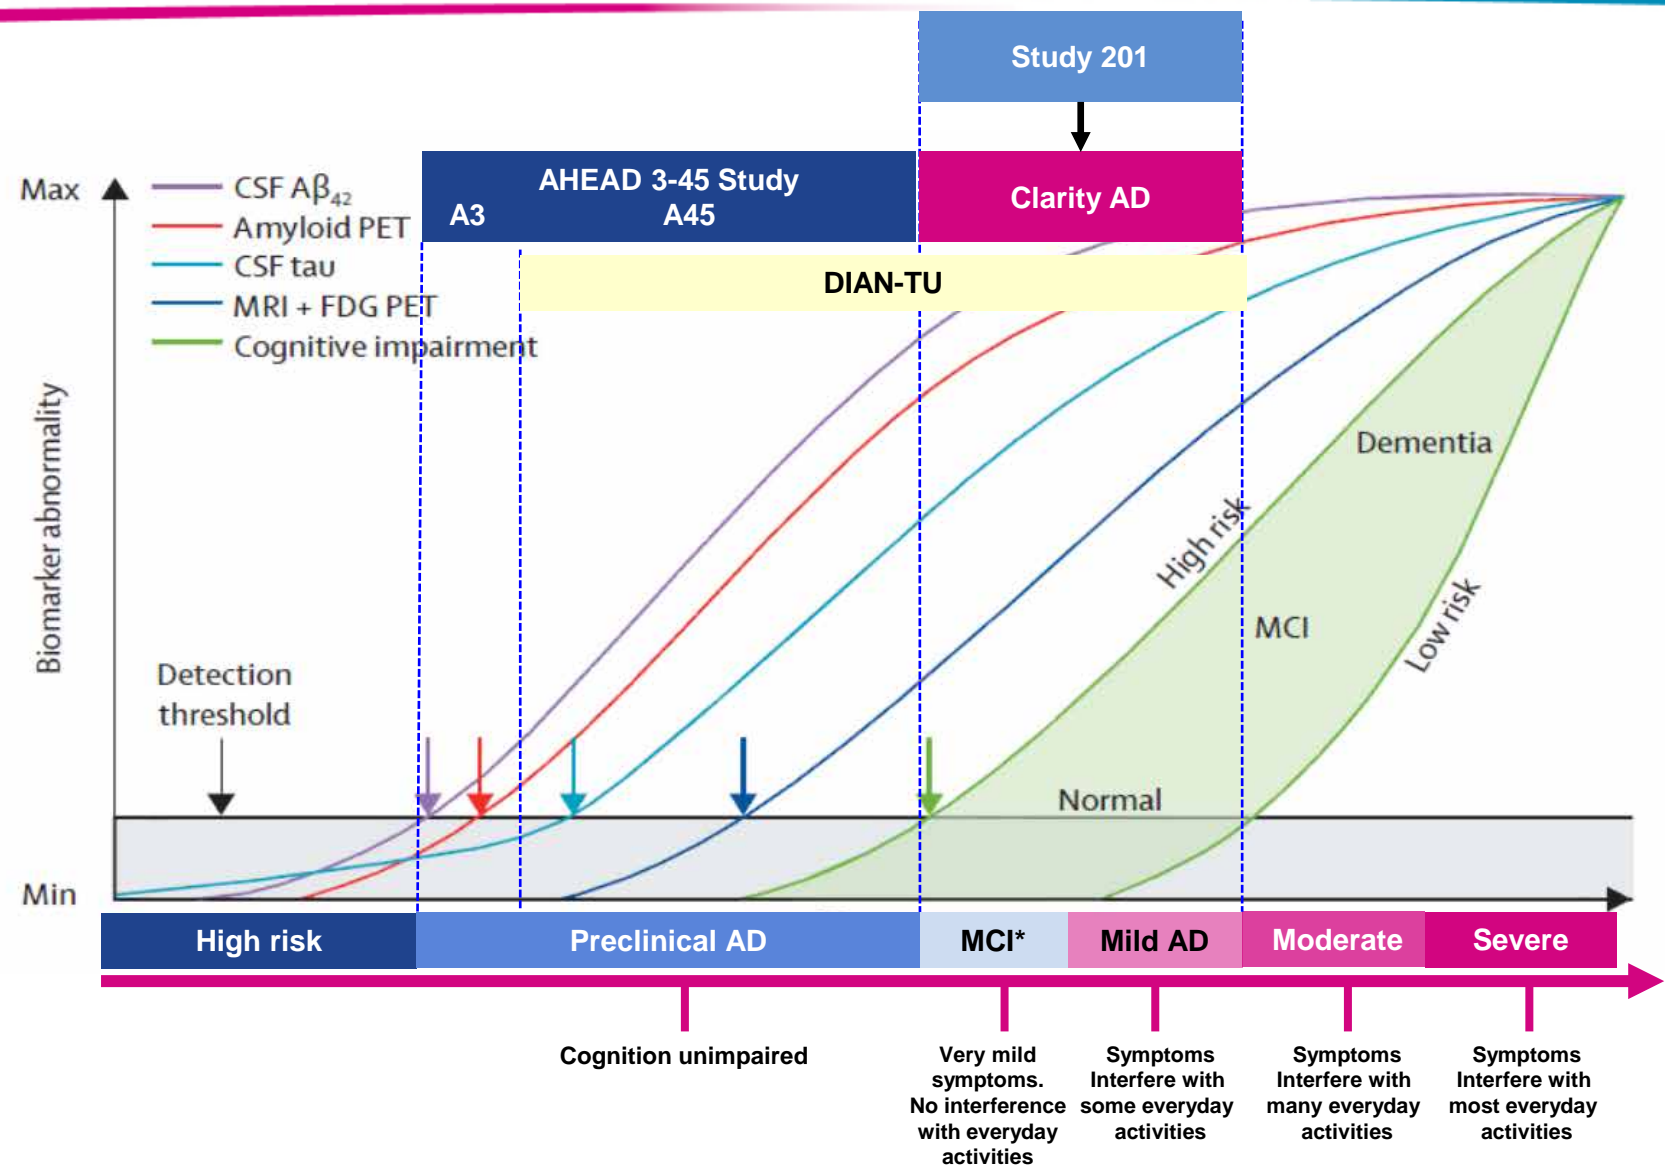 Study 201
AHEAD 3-45 Study
A3 A45
Clarity AD
DIAN-TU
Max
CSF Aβ₄₂
Amyloid PET
CSF tau
MRI + FDG PET
Cognitive impairment
Biomarker abnormality
Dementia
High risk
MCI
Low risk
Detection
threshold
Normal
Min
High risk
Preclinical AD
MCI*
Mild AD
Moderate
Severe
Cognition unimpaired
Very mild
symptoms.
No interference
with everyday
activities
Symptoms
Interfere with
some everyday
activities
Symptoms
Interfere with
many everyday
activities
Symptoms
Interfere with
most everyday
activities